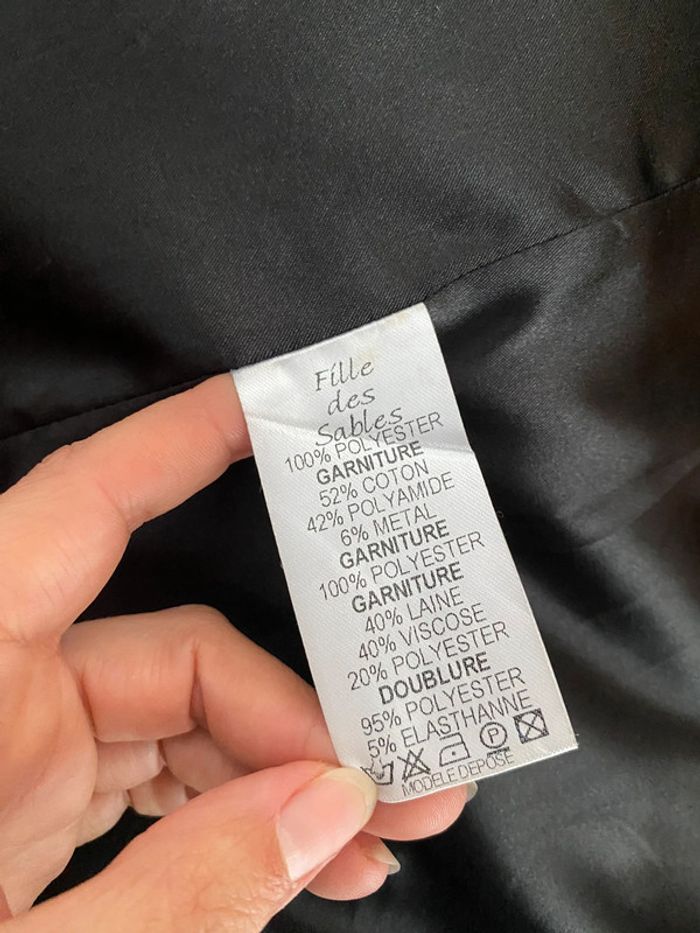 Fille
des
Sables
100% POLYESTER
GARNITURE
52% COTON
42% POLYAMIDE
6% METAL
GARNITURE
100% POLYESTER
GARNITURE
40% LAINE
40% VISCOSE
20% POLYESTER
DOUBLURE
95% POLYESTER
5% ELASTHANNE
P
MODELE DEPOSE